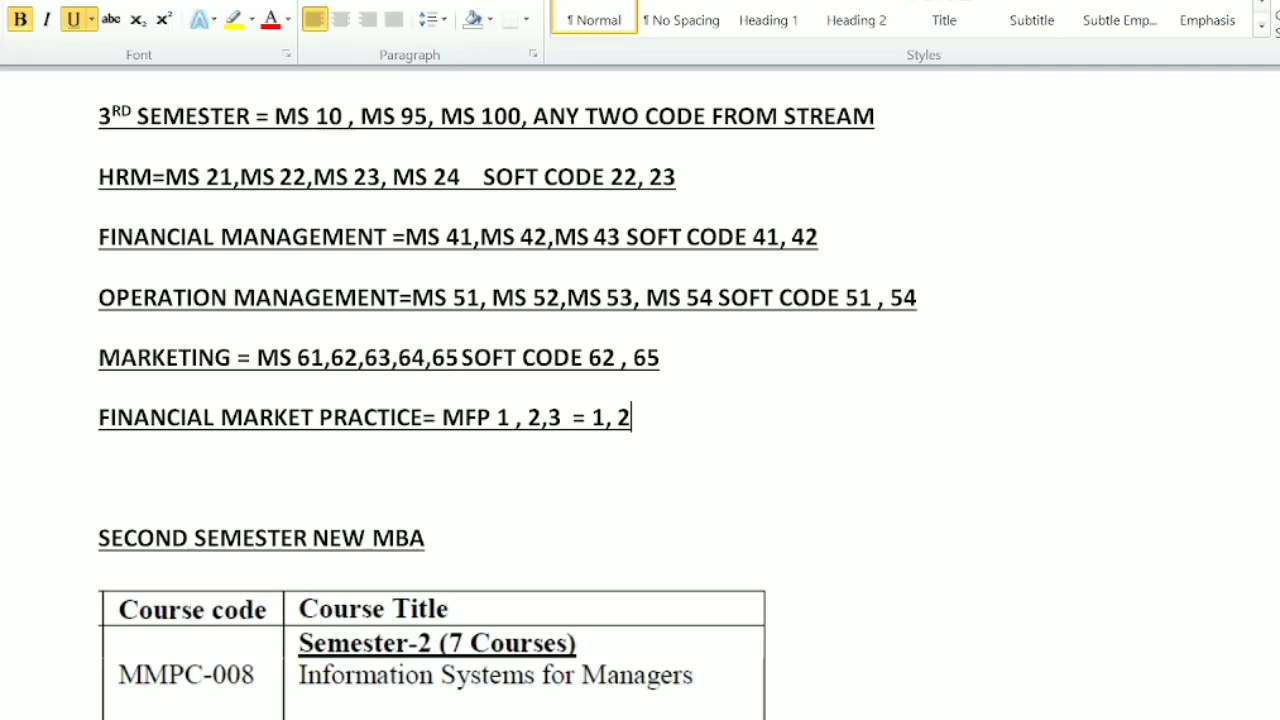 B I U abc x₂ x² A A
¶ Normal ¶ No Spacing Heading 1 Heading 2 Title Subtitle Subtle Emp... Emphasis
Font Paragraph Styles
3RD SEMESTER = MS 10 , MS 95, MS 100, ANY TWO CODE FROM STREAM
HRM=MS 21,MS 22,MS 23, MS 24 SOFT CODE 22, 23
FINANCIAL MANAGEMENT =MS 41,MS 42,MS 43 SOFT CODE 41, 42
OPERATION MANAGEMENT=MS 51, MS 52,MS 53, MS 54 SOFT CODE 51 , 54
MARKETING = MS 61,62,63,64,65 SOFT CODE 62 , 65
FINANCIAL MARKET PRACTICE= MFP 1 , 2,3 = 1, 2
SECOND SEMESTER NEW MBA
Course code Course Title
Semester-2 (7 Courses)
MMPC-008 Information Systems for Managers